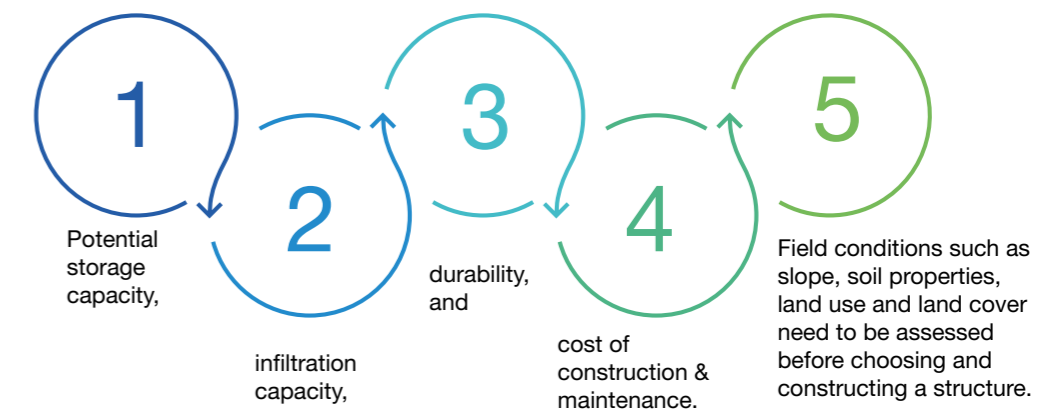 1
Potential
storage
capacity,
2
infiltration
capacity,
3
durability,
and
4
cost of
construction &
maintenance.
5
Field conditions such as
slope, soil properties,
land use and land cover
need to be assessed
before choosing and
constructing a structure.